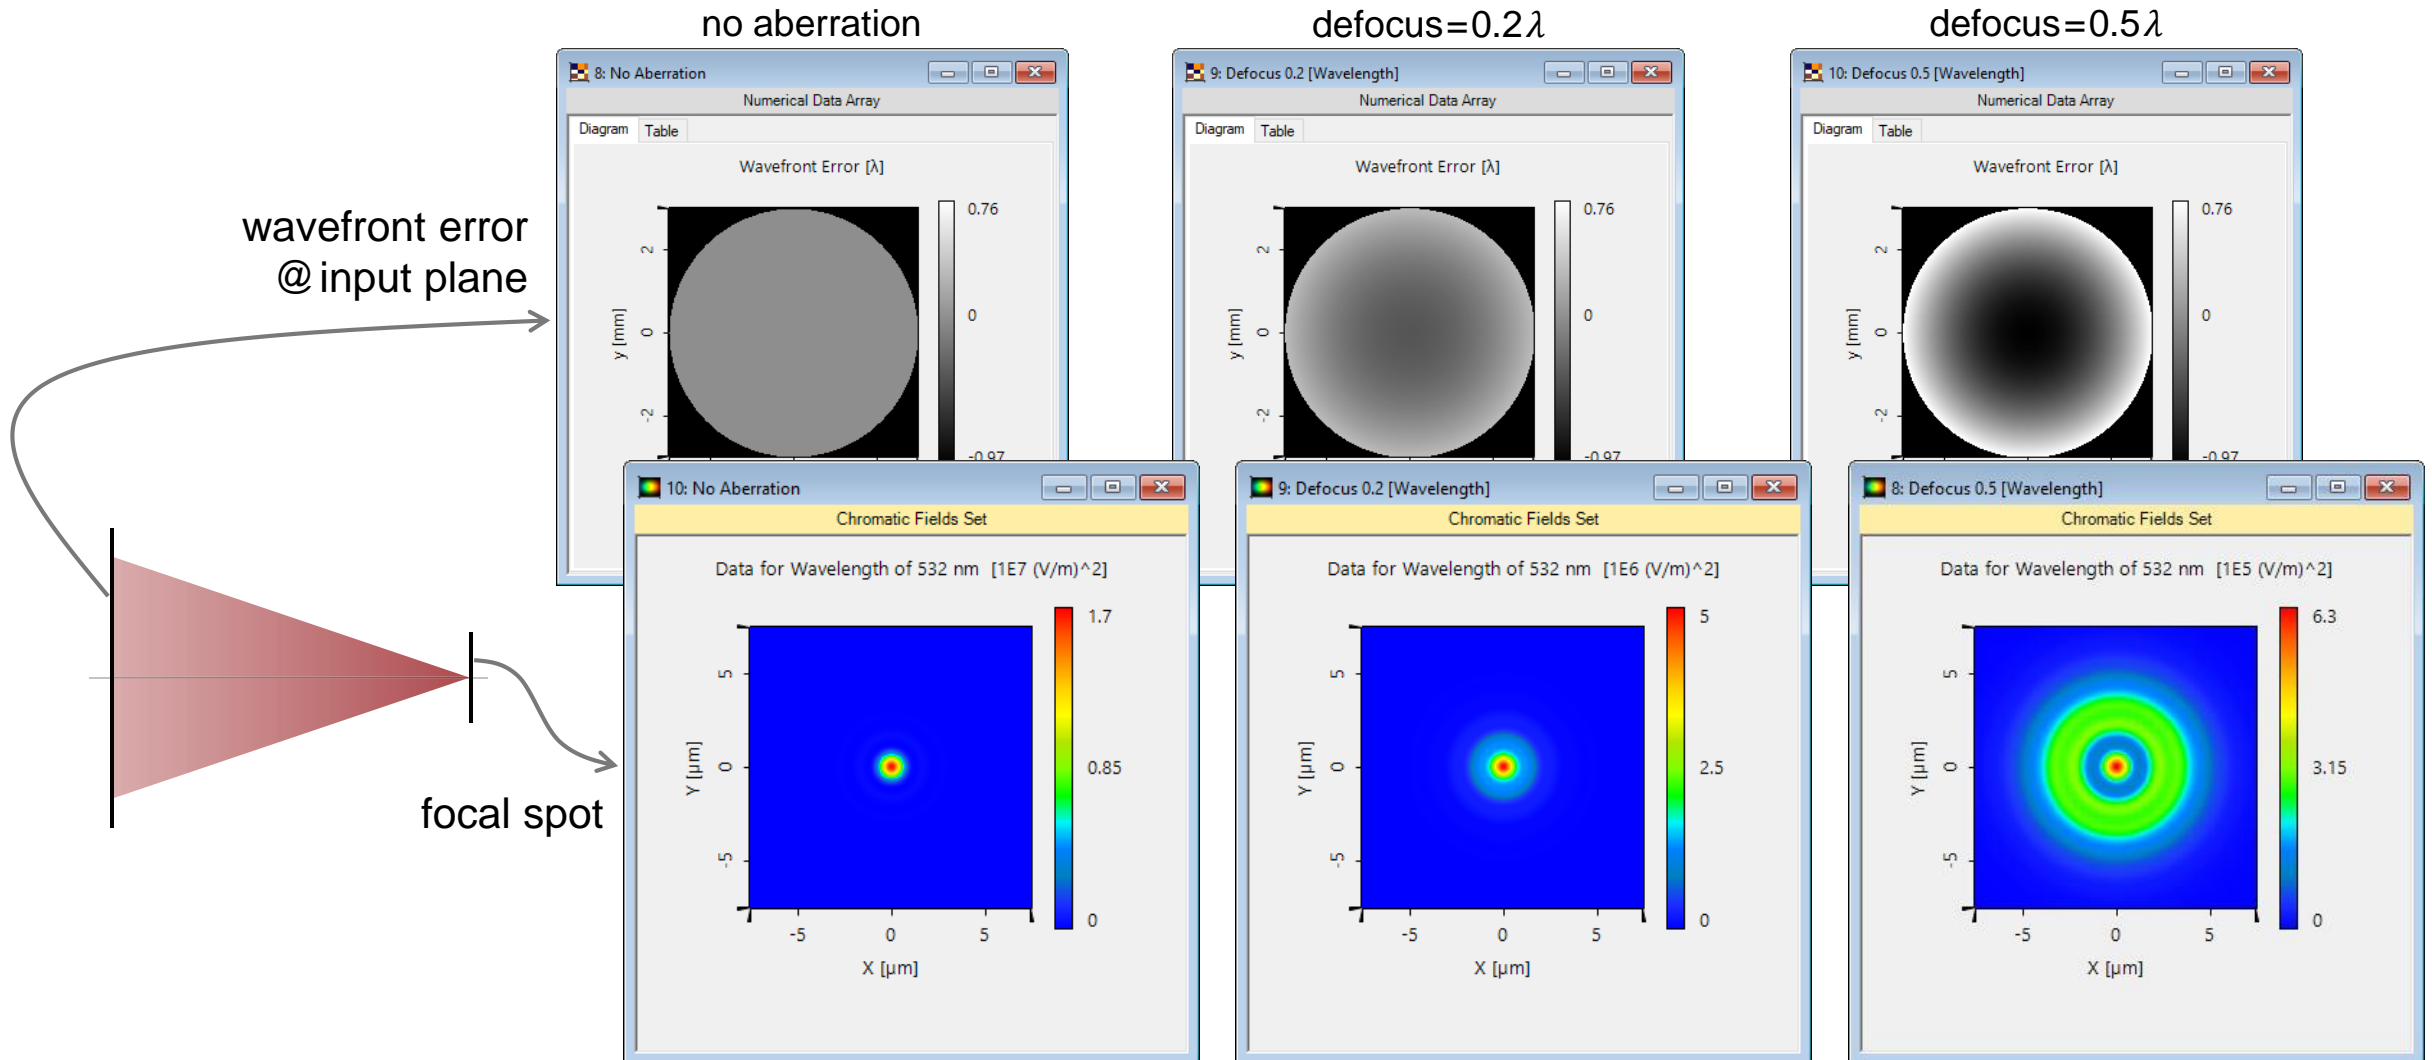 no aberration
defocus=0.2λ
defocus=0.5λ
8: No Aberration
Numerical Data Array
Diagram Table
Wavefront Error [λ]
0.76
0
-0.97
y [mm]
2
0
-2
9: Defocus 0.2 [Wavelength]
Numerical Data Array
Diagram Table
Wavefront Error [λ]
0.76
0
-0.97
y [mm]
2
0
-2
10: Defocus 0.5 [Wavelength]
Numerical Data Array
Diagram Table
Wavefront Error [λ]
0.76
0
-0.97
y [mm]
2
0
-2
wavefront error
@ input plane
focal spot
10: No Aberration
Chromatic Fields Set
Data for Wavelength of 532 nm [1E7 (V/m)^2]
1.7
0.85
0
Y [µm]
5
0
-5
-5 0 5
X [µm]
9: Defocus 0.2 [Wavelength]
Chromatic Fields Set
Data for Wavelength of 532 nm [1E6 (V/m)^2]
5
2.5
0
Y [µm]
5
0
-5
-5 0 5
X [µm]
8: Defocus 0.5 [Wavelength]
Chromatic Fields Set
Data for Wavelength of 532 nm [1E5 (V/m)^2]
6.3
3.15
0
Y [µm]
5
0
-5
-5 0 5
X [µm]